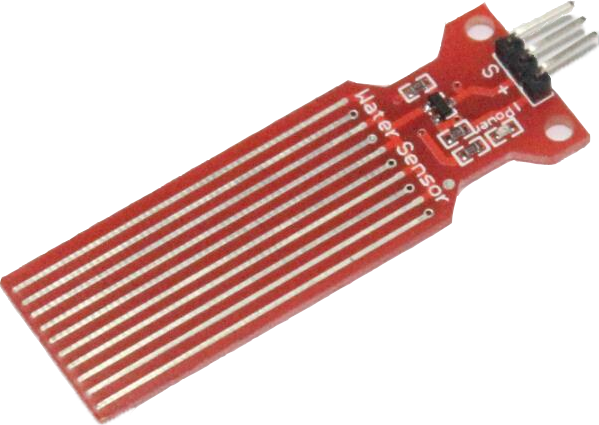 S + -
Power
Water Sensor